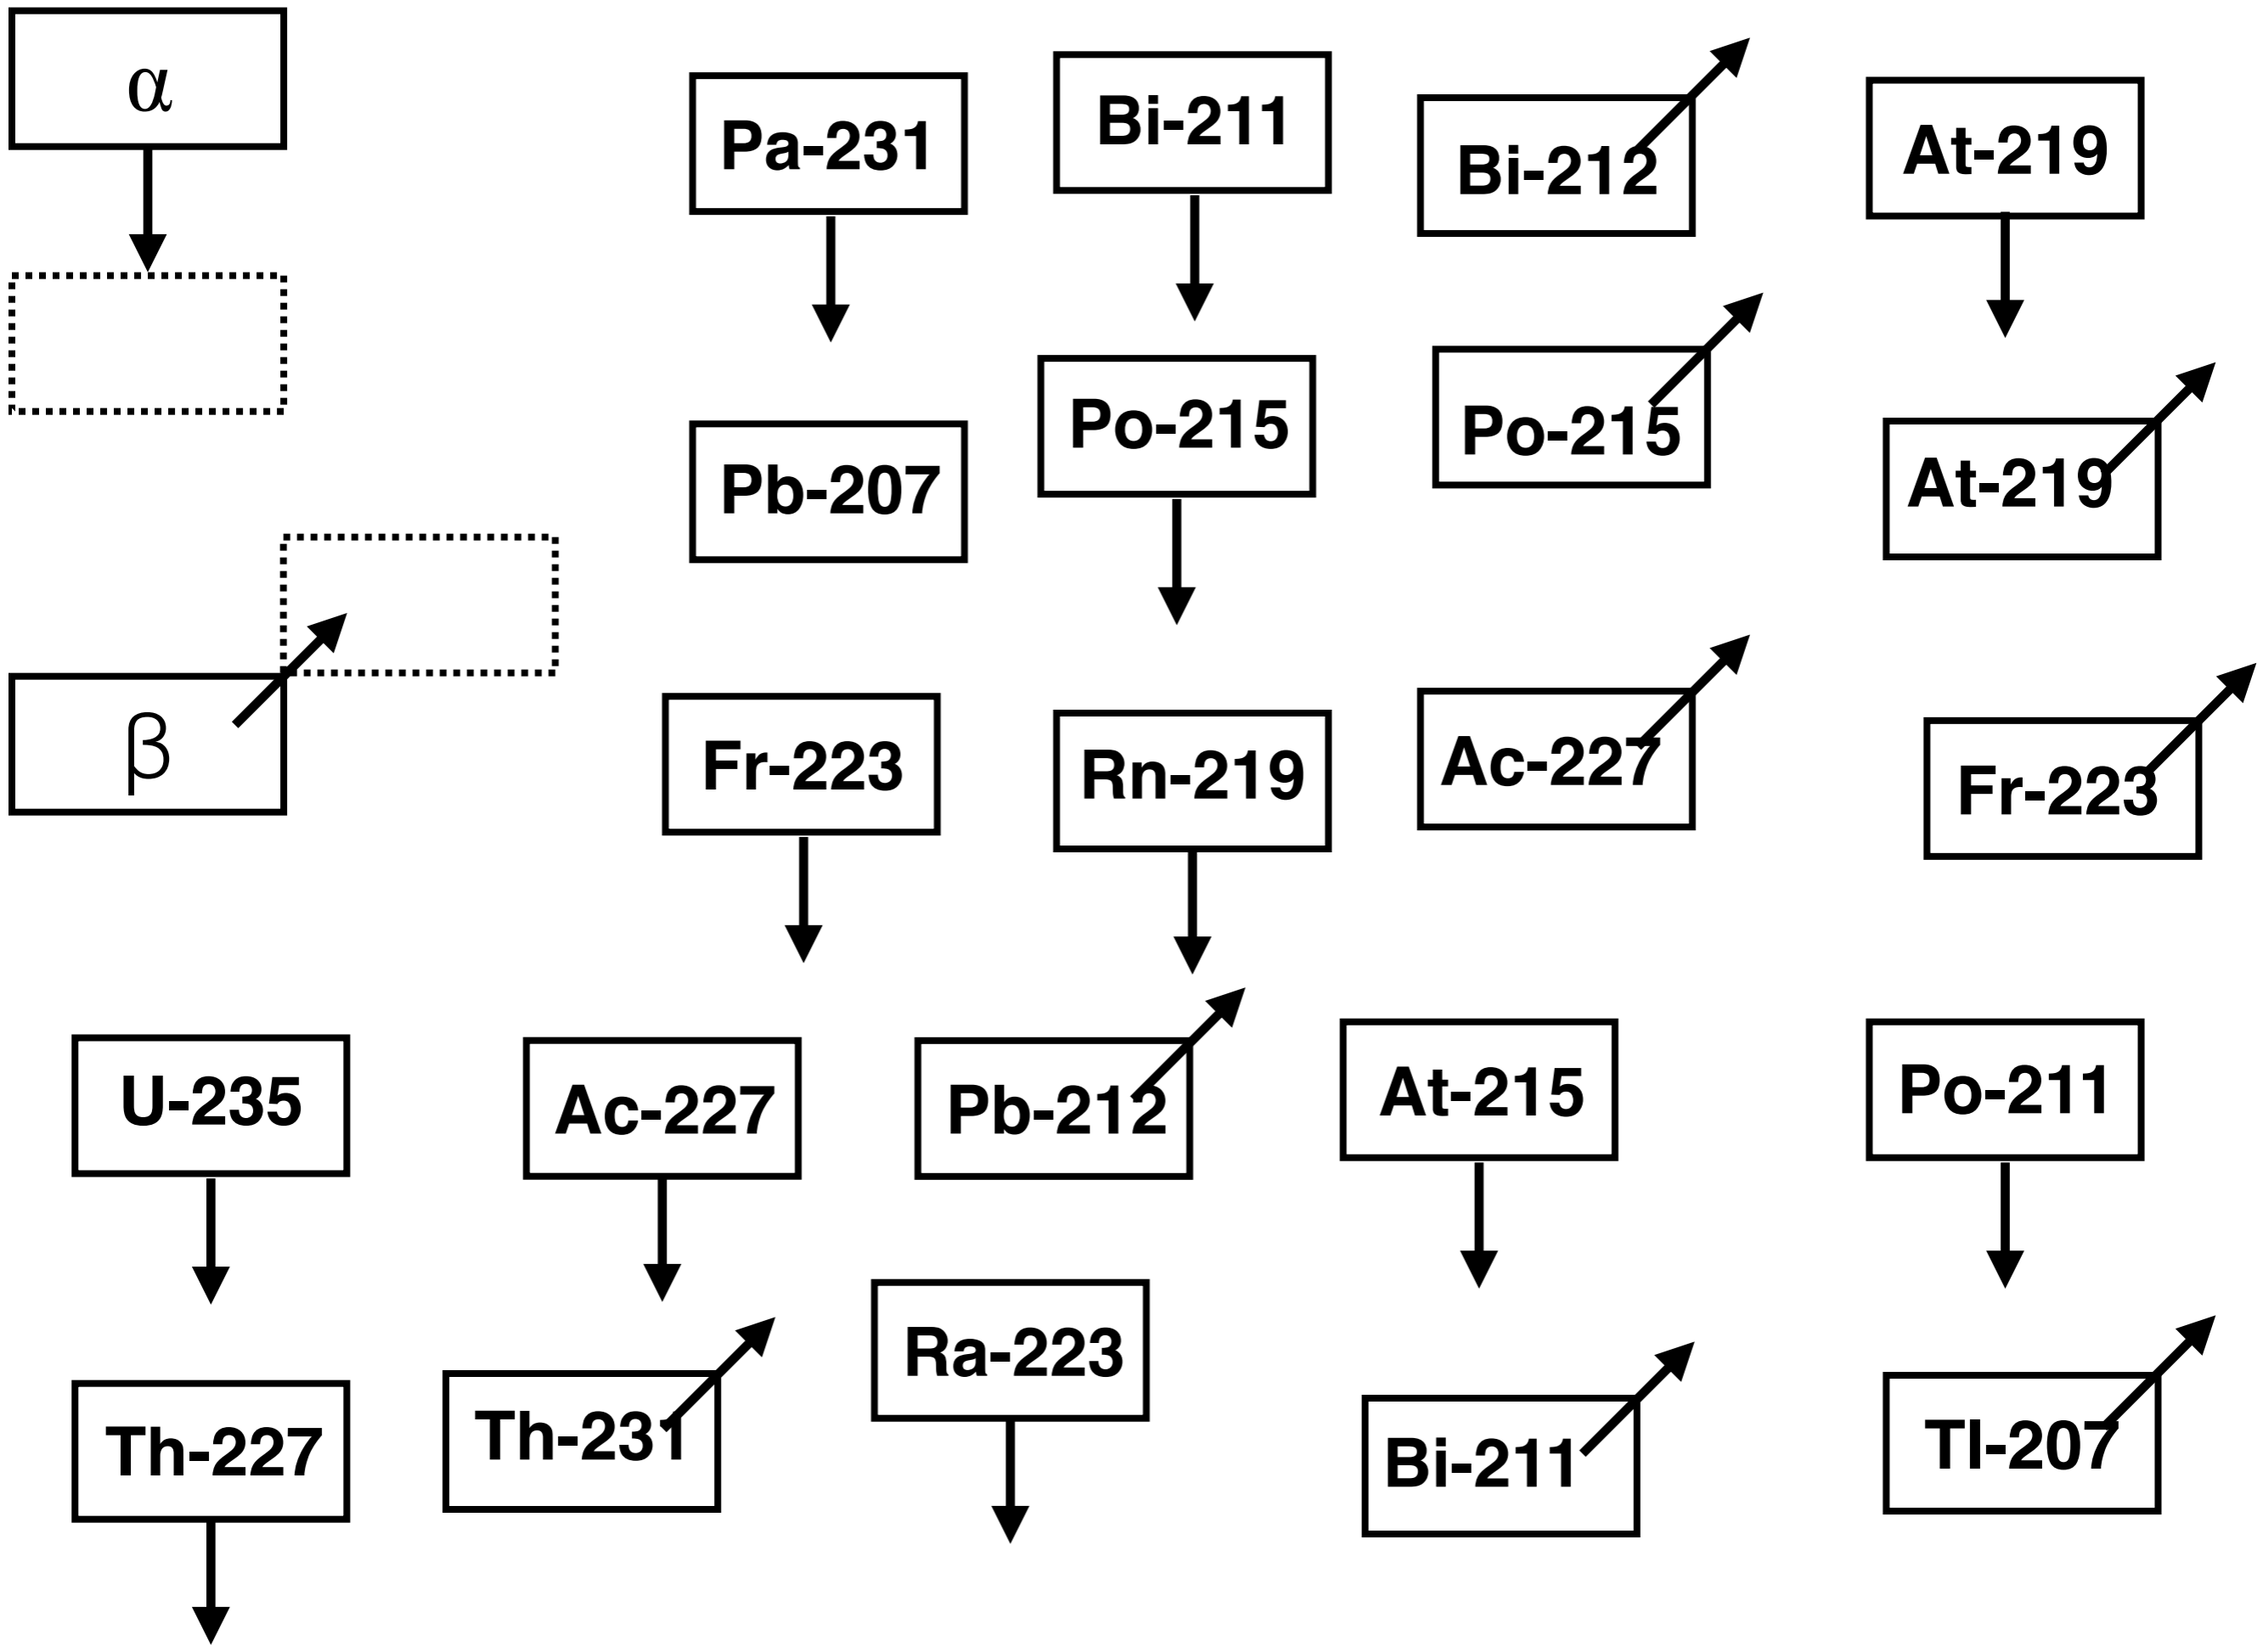 α
Pa-231
Bi-211
Bi-212
At-219
Pb-207
Po-215
Po-215
At-219
β
Fr-223
Rn-219
Ac-227
Fr-223
U-235
Ac-227
Pb-212
At-215
Po-211
Th-227
Th-231
Ra-223
Bi-211
Tl-207